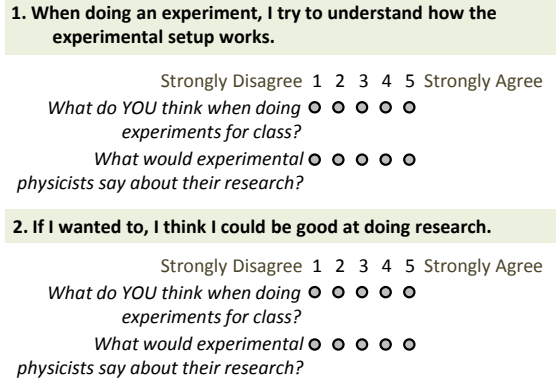 1. When doing an experiment, I try to understand how the
experimental setup works.
Strongly Disagree 1 2 3 4 5 Strongly Agree
What do YOU think when doing
experiments for class?
What would experimental
physicists say about their research?
2. If I wanted to, I think I could be good at doing research.
Strongly Disagree 1 2 3 4 5 Strongly Agree
What do YOU think when doing
experiments for class?
What would experimental
physicists say about their research?